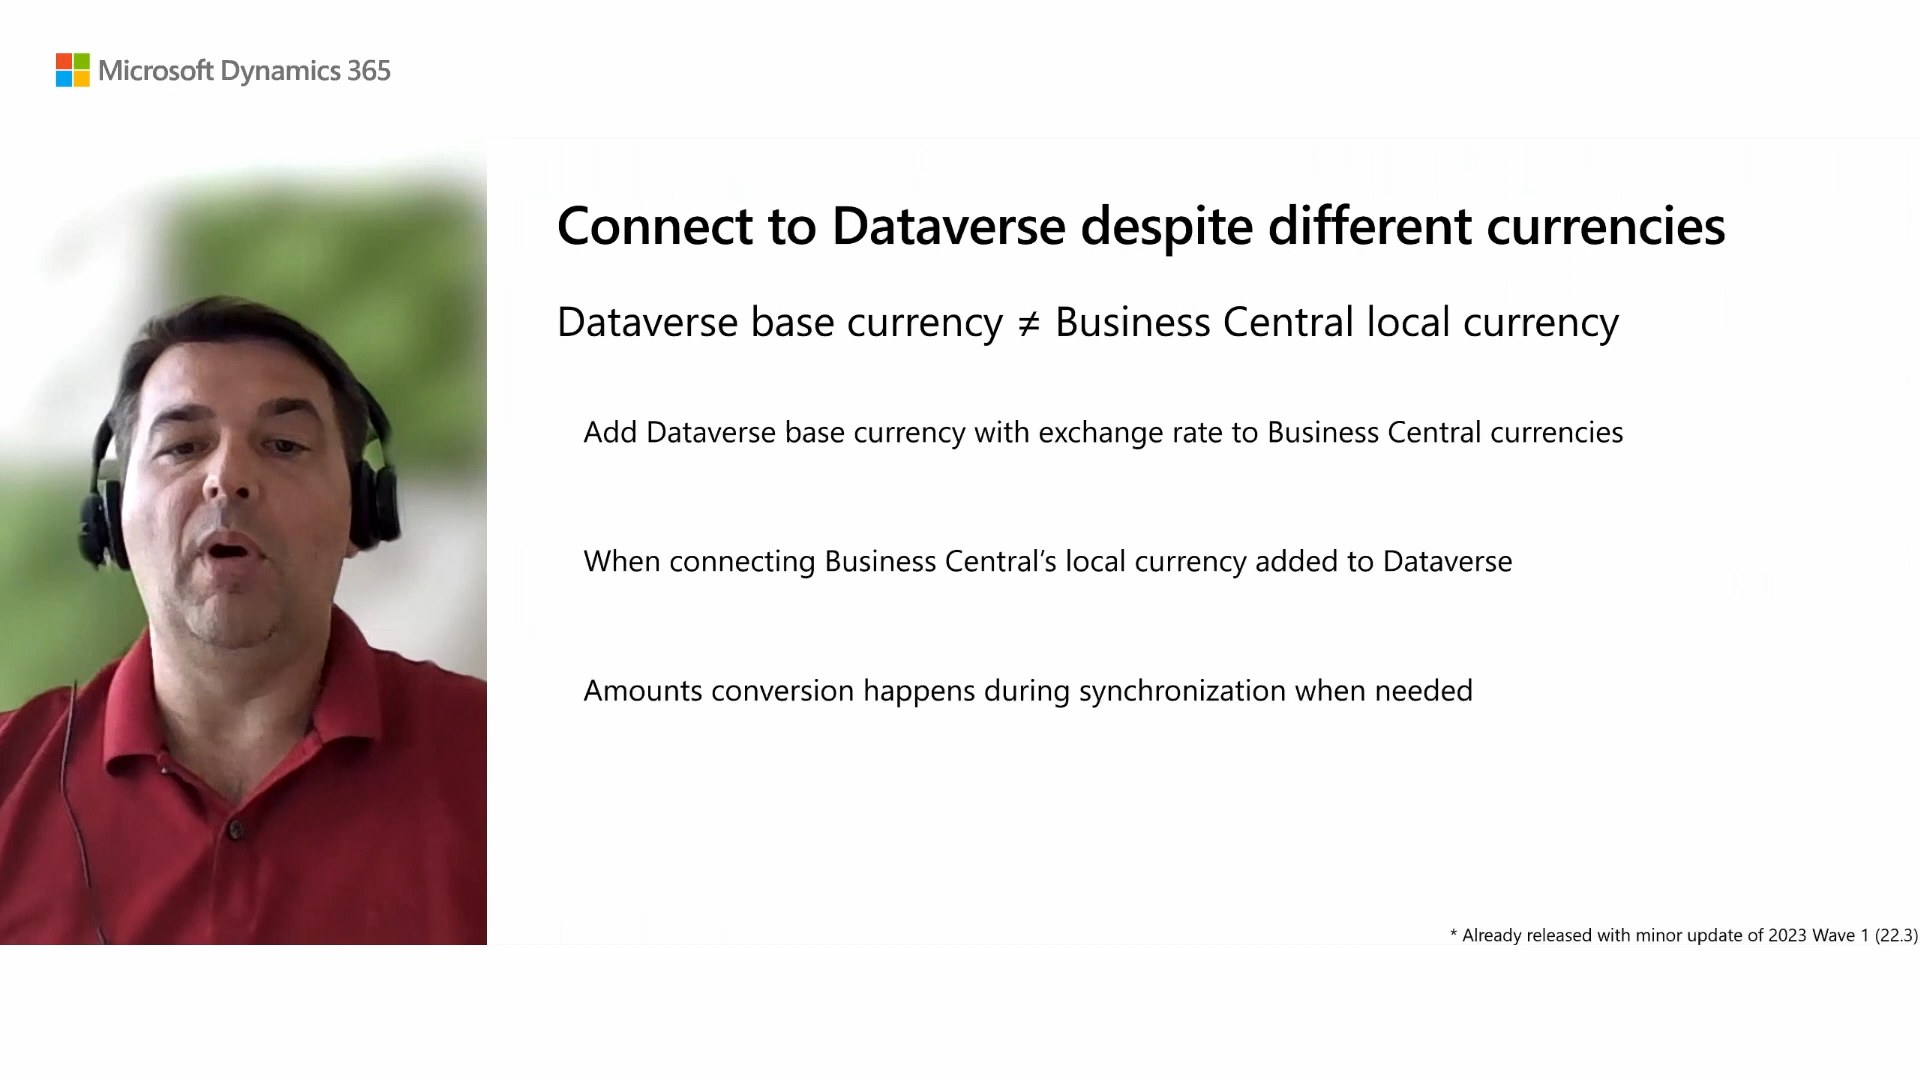 Microsoft Dynamics 365
Connect to Dataverse despite different currencies
Dataverse base currency ≠ Business Central local currency
Add Dataverse base currency with exchange rate to Business Central currencies
When connecting Business Central’s local currency added to Dataverse
Amounts conversion happens during synchronization when needed
* Already released with minor update of 2023 Wave 1 (22.3)